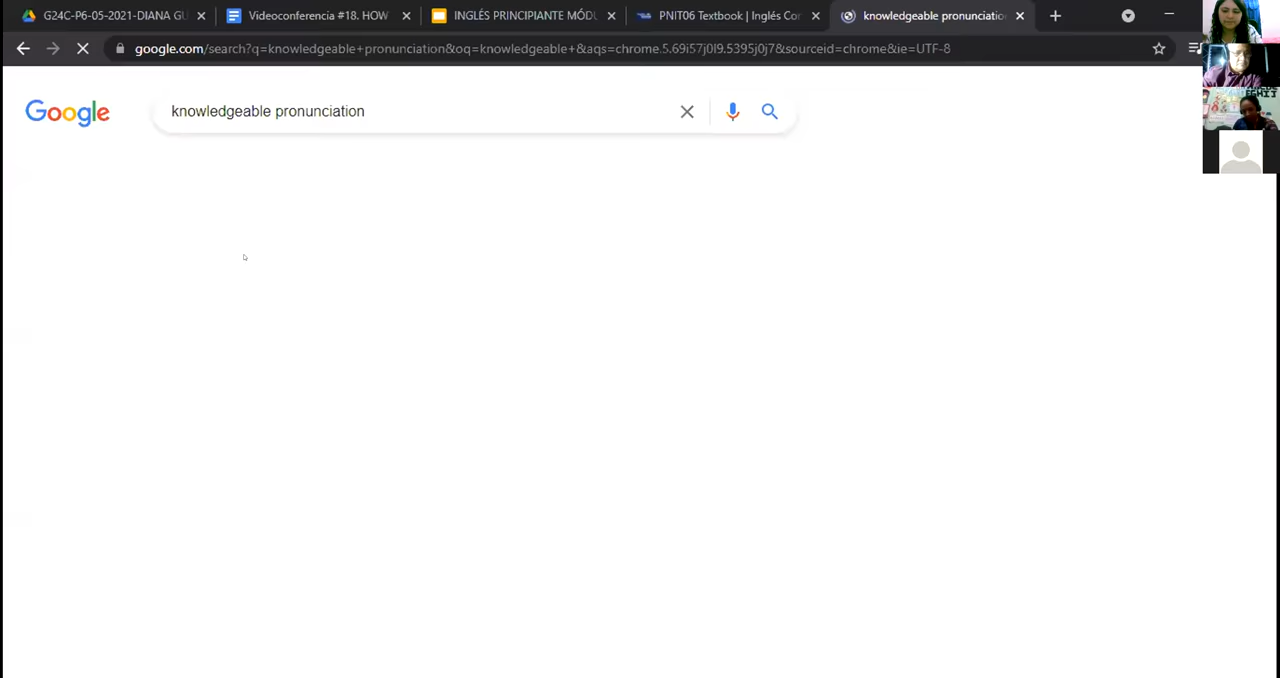 G24C-P6-05-2021-DIANA GU
Videoconferencia #18. HOW
INGLÉS PRINCIPIANTE MÓDU
PNIT06 Textbook | Inglés Cor
knowledgeable pronunciation
google.com/search?q=knowledgeable+pronunciation&oq=knowledgeable+&aqs=chrome.5.69i57j0l9.5395j0j7&sourceid=chrome&ie=UTF-8
Google
knowledgeable pronunciation